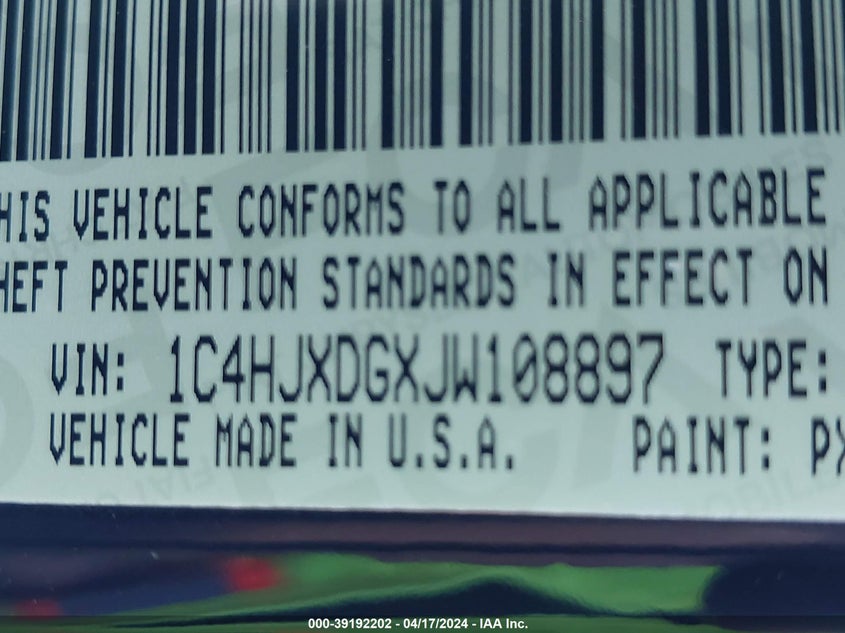 HIS VEHICLE CONFORMS TO ALL APPLICABLE
HEFT PREVENTION STANDARDS IN EFFECT ON
VIN: 1C4HJXDGXJW108897 TYPE:
VEHICLE MADE IN U.S.A. PAINT: PX
000-39192202 - 04/17/2024 - IAA Inc.